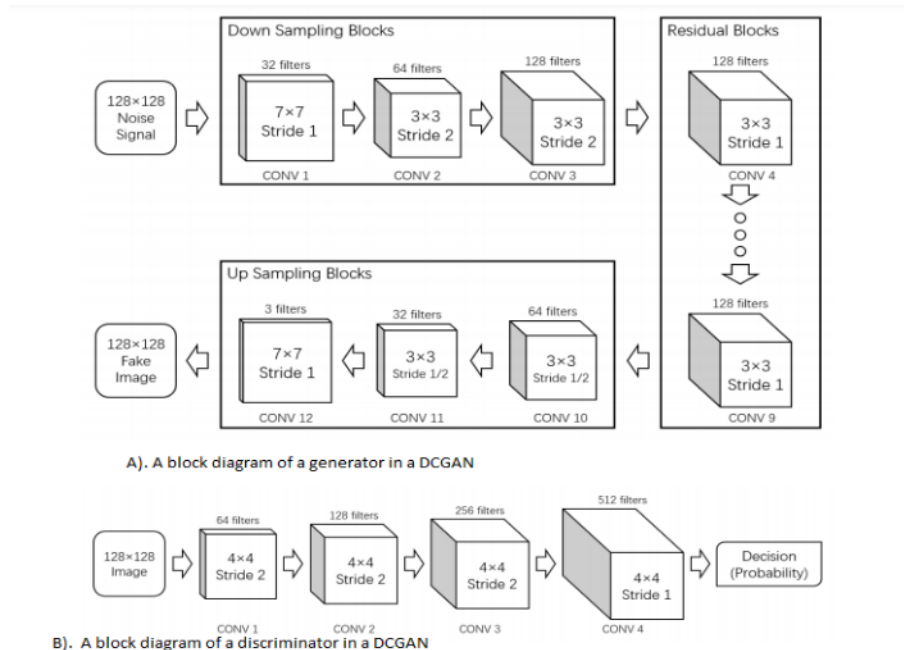 Down Sampling Blocks
Residual Blocks
32 filters
64 filters
128 filters
128 filters
128×128
Noise
Signal
7×7
Stride 1
3×3
Stride 2
3×3
Stride 2
3×3
Stride 1
CONV 1
CONV 2
CONV 3
CONV 4
Up Sampling Blocks
3 filters
32 filters
64 filters
128 filters
128×128
Fake
Image
7×7
Stride 1
3×3
Stride 1/2
3×3
Stride 1/2
3×3
Stride 1
CONV 12
CONV 11
CONV 10
CONV 9
A). A block diagram of a generator in a DCGAN
64 filters
128 filters
256 filters
512 filters
128×128
Image
4×4
Stride 2
4×4
Stride 2
4×4
Stride 2
4×4
Stride 1
Decision
(Probability)
CONV 1
CONV 2
CONV 3
CONV 4
B). A block diagram of a discriminator in a DCGAN